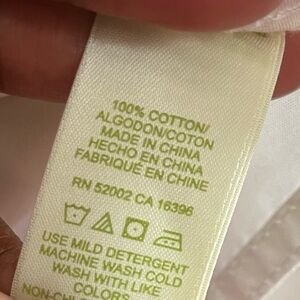 100% COTTON/
ALGODON/COTON
MADE IN CHINA
HECHO EN CHINA
FABRIQUÉ EN CHINE
RN 52002 CA 16396
USE MILD DETERGENT
MACHINE WASH COLD
WASH WITH LIKE
COLORS